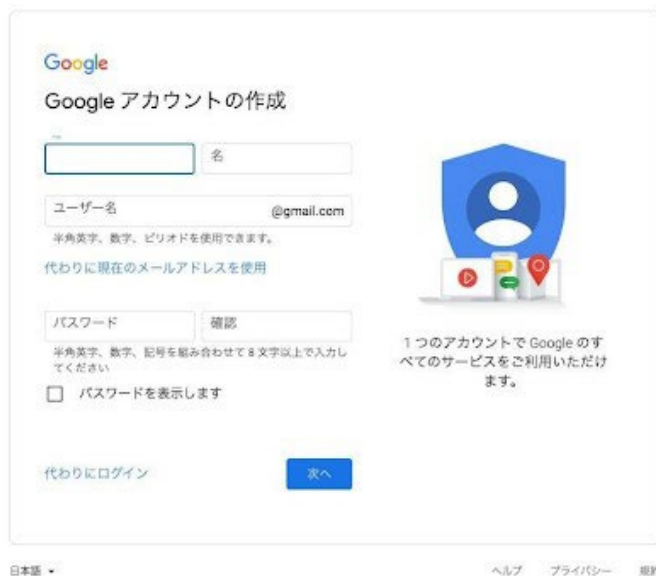 Google
Google アカウントの作成
名
ユーザー名 @gmail.com
半角英字、数字、ピリオドを使用できます。
代わりに現在のメールアドレスを使用
パスワード 確認
半角英字、数字、記号を組み合わせて 8 文字以上で入力し
てください
パスワードを表示します
1 つのアカウントで Google のす
べてのサービスをご利用いただけ
ます。
代わりにログイン 次へ
日本語 ヘルプ プライバシー